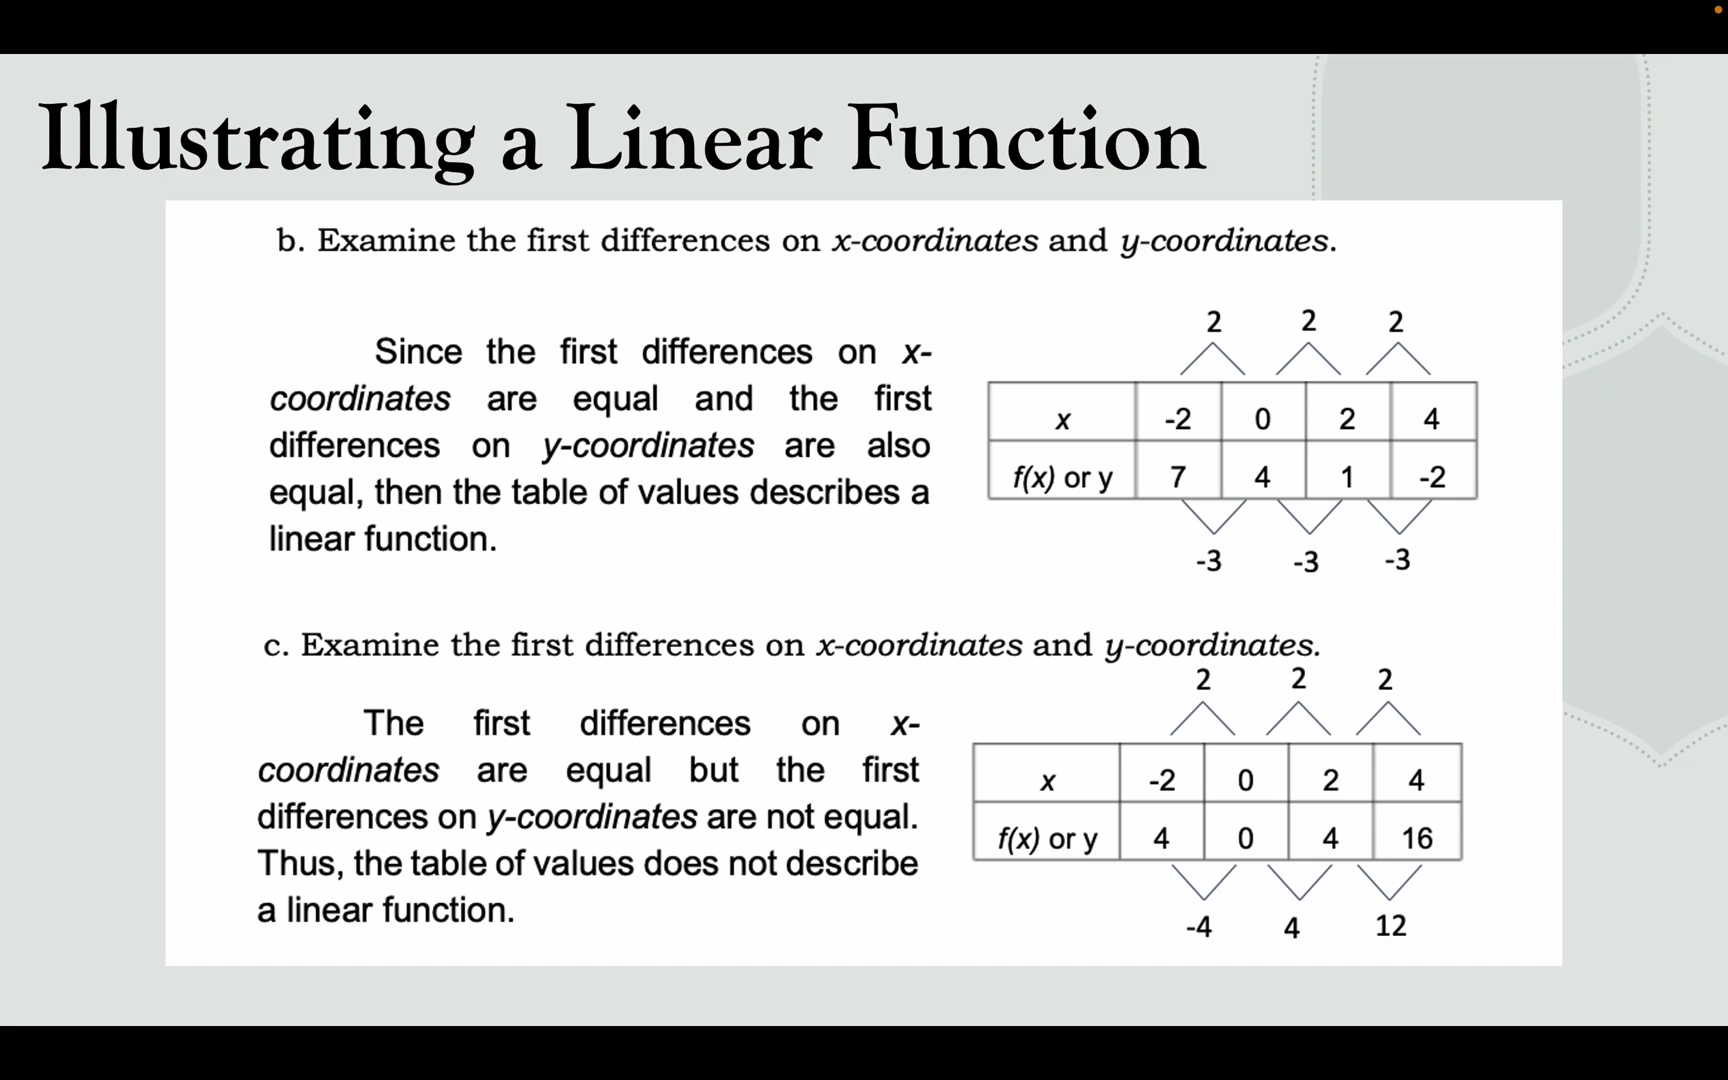 Illustrating a Linear Function
b. Examine the first differences on x-coordinates and y-coordinates.
Since the first differences on x-
coordinates are equal and the first
differences on y-coordinates are also
equal, then the table of values describes a
linear function.
2 2 2
x -2 0 2 4
f(x) or y 7 4 1 -2
-3 -3 -3
c. Examine the first differences on x-coordinates and y-coordinates.
The first differences on x-
coordinates are equal but the first
differences on y-coordinates are not equal.
Thus, the table of values does not describe
a linear function.
2 2 2
x -2 0 2 4
f(x) or y 4 0 4 16
-4 4 12